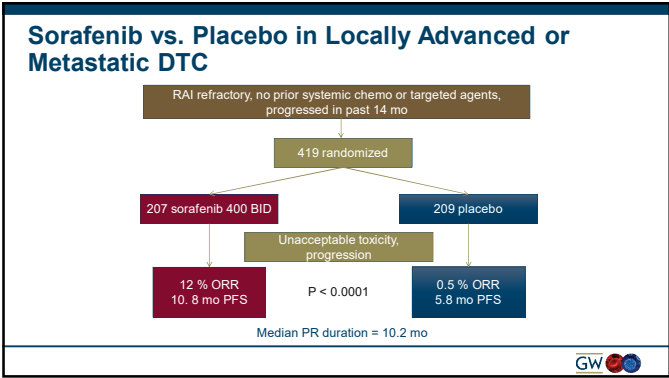 Sorafenib vs. Placebo in Locally Advanced or
Metastatic DTC
RAI refractory, no prior systemic chemo or targeted agents,
progressed in past 14 mo
419 randomized
207 sorafenib 400 BID
209 placebo
Unacceptable toxicity,
progression
12 % ORR
10. 8 mo PFS
P < 0.0001
0.5 % ORR
5.8 mo PFS
Median PR duration = 10.2 mo
GW